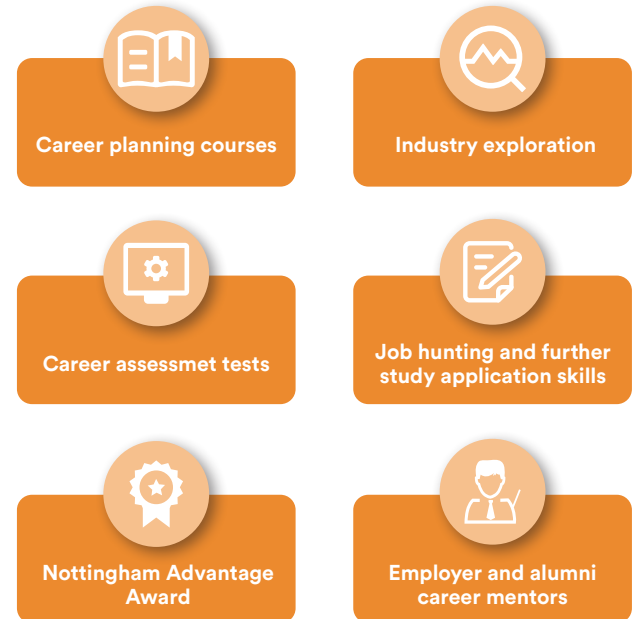 Career planning courses
Industry exploration
Career assessmet tests
Job hunting and further
study application skills
Nottingham Advantage
Award
Employer and alumni
career mentors